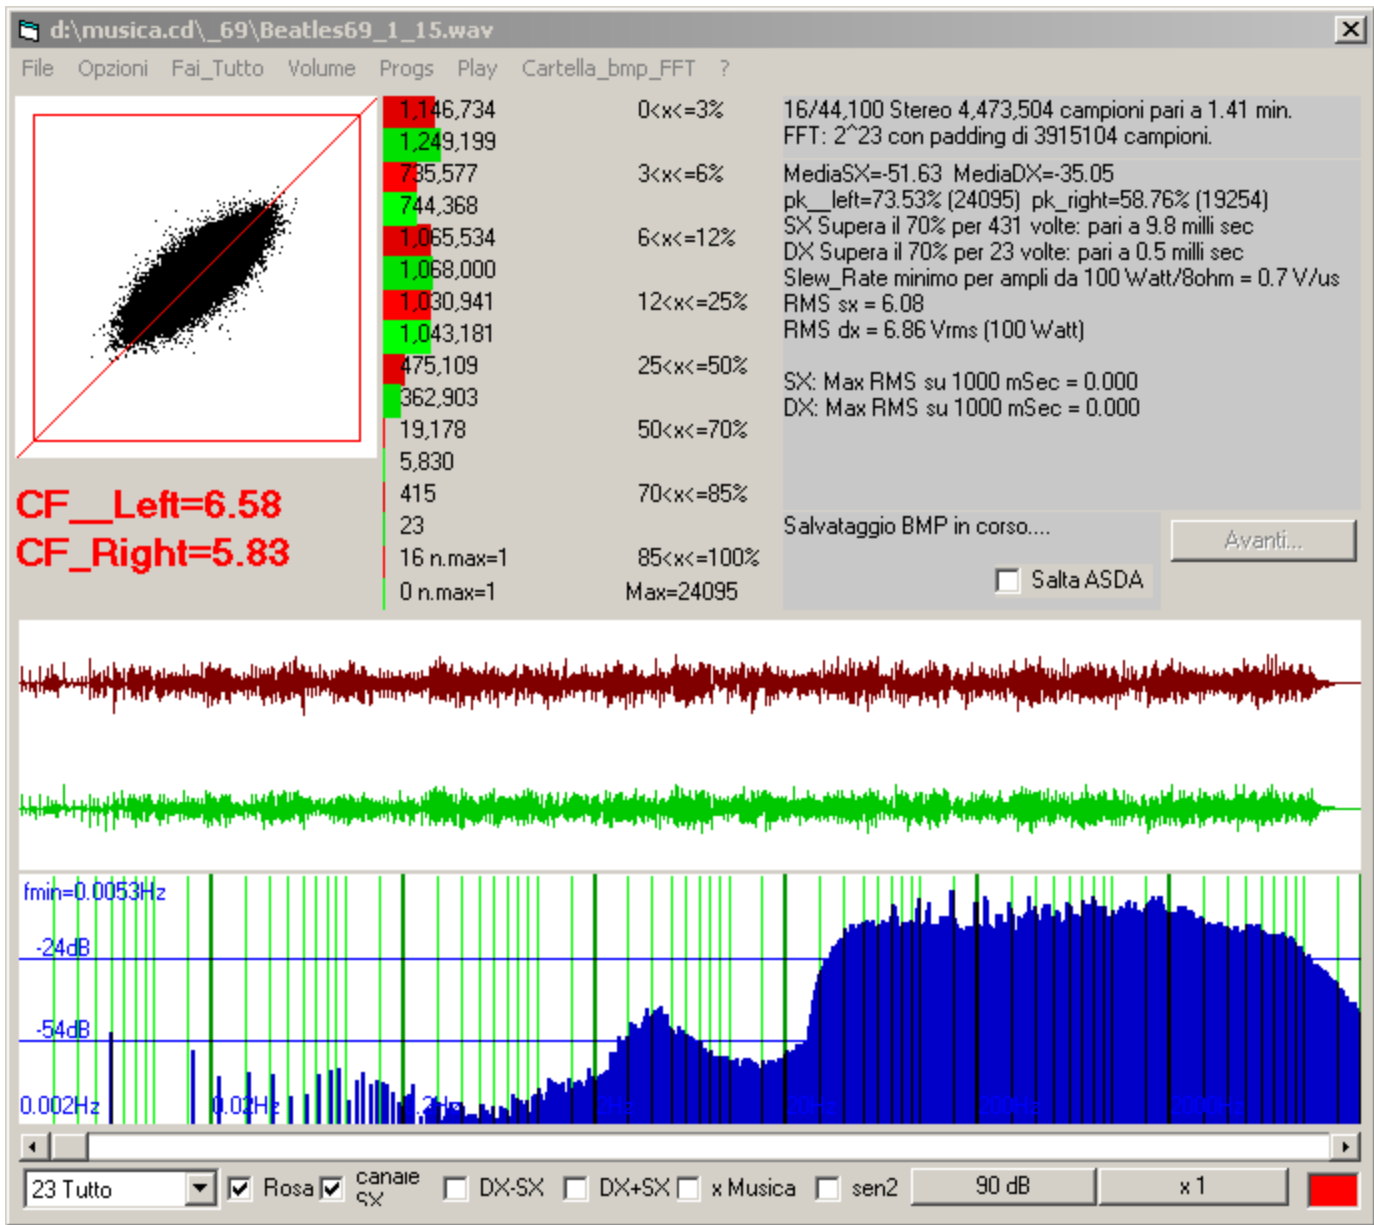 d:\musica.cd\_69\Beatles69_1_15.wav
File Opzioni Fai_Tutto Volume Progs Play Cartella_bmp_FFT ?
1,146,734 0<x<=3%
1,249,199
735,577 3<x<=6%
744,368
1,065,534 6<x<=12%
1,068,000
1,030,941 12<x<=25%
1,043,181
475,109 25<x<=50%
362,903
19,178 50<x<=70%
5,830
415 70<x<=85%
23
16 n.max=1 85<x<=100%
0 n.max=1 Max=24095
CF__Left=6.58
CF_Right=5.83
16/44,100 Stereo 4,473,504 campioni pari a 1.41 min.
FFT: 2^23 con padding di 3915104 campioni.
MediaSX=-51.63 MediaDX=-35.05
pk__left=73.53% (24095) pk_right=58.76% (19254)
SX Supera il 70% per 431 volte: pari a 9.8 milli sec
DX Supera il 70% per 23 volte: pari a 0.5 milli sec
Slew_Rate minimo per ampli da 100 Watt/8ohm = 0.7 V/us
RMS sx = 6.08
RMS dx = 6.86 Vrms (100 Watt)
SX: Max RMS su 1000 mSec = 0.000
DX: Max RMS su 1000 mSec = 0.000
Salvataggio BMP in corso....
Avanti...
Salta ASDA
fmin=0.0053Hz
-24dB
-54dB
0.002Hz 0.02Hz .2Hz 2Hz 20Hz 200Hz 2000Hz
23 Tutto Rosa canale SX DX-SX DX+SX x Musica sen2 90 dB x 1